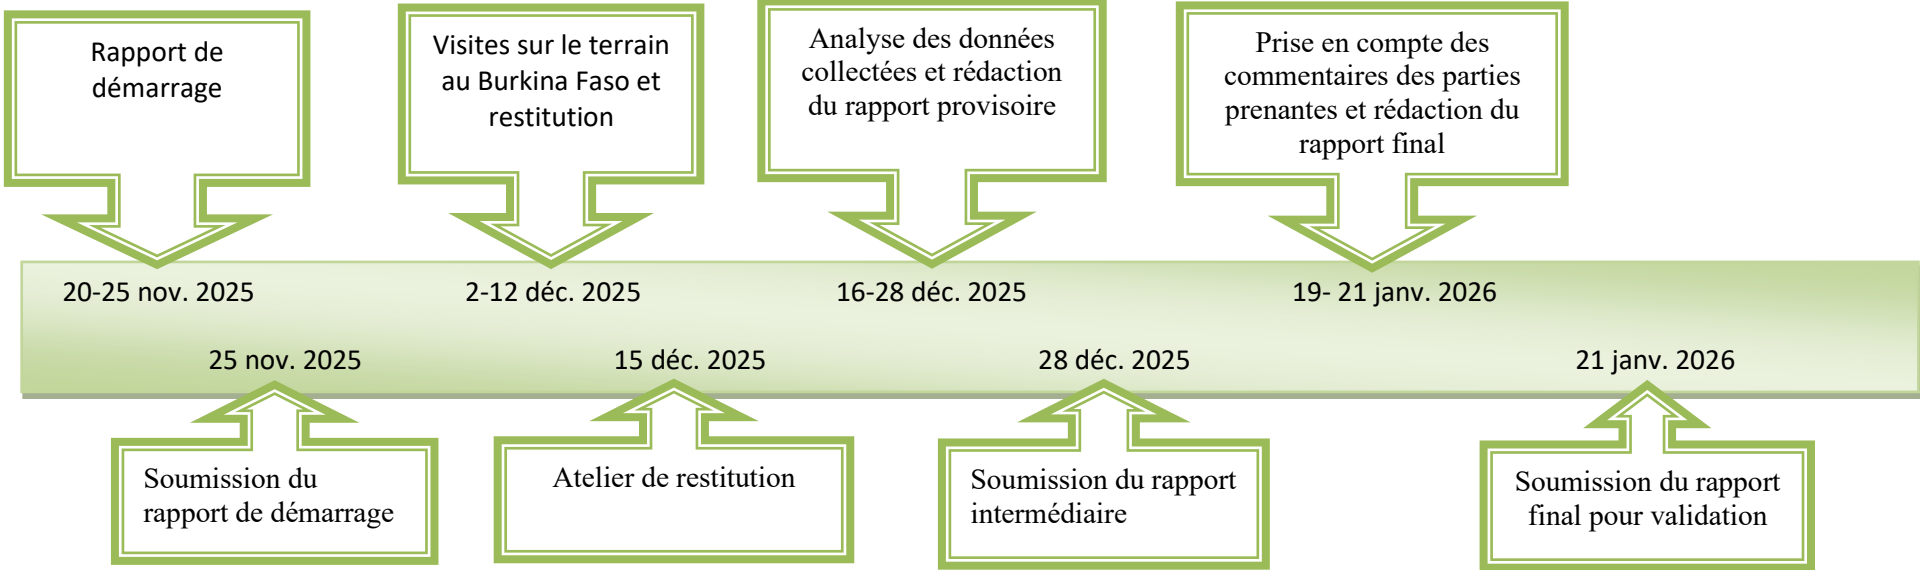 Rapport de
démarrage
Visites sur le terrain
au Burkina Faso et
restitution
Analyse des données
collectées et rédaction
du rapport provisoire
Prise en compte des
commentaires des parties
prenantes et rédaction du
rapport final
20-25 nov. 2025
2-12 déc. 2025
16-28 déc. 2025
19- 21 janv. 2026
25 nov. 2025
15 déc. 2025
28 déc. 2025
21 janv. 2026
Soumission du
rapport de démarrage
Atelier de restitution
Soumission du rapport
intermédiaire
Soumission du rapport
final pour validation